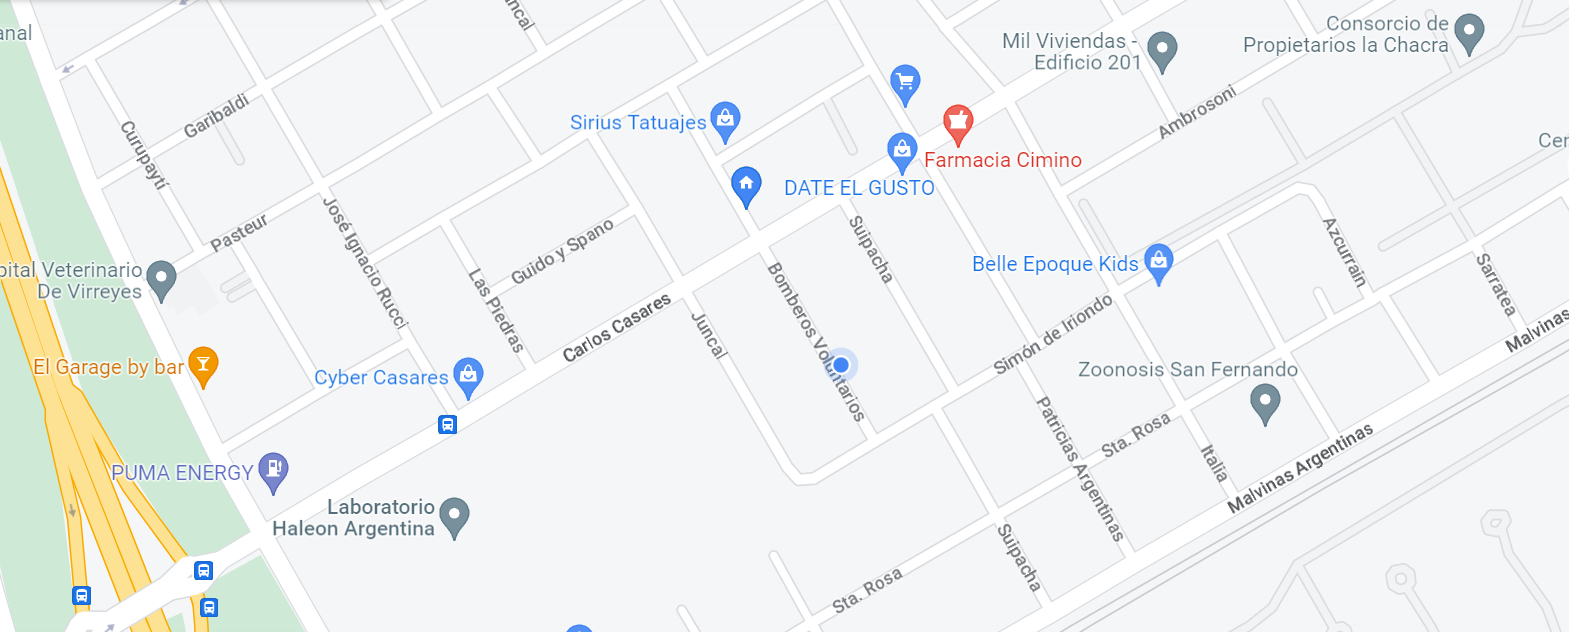 anal
uncal
Mil Viviendas -
Edificio 201
Consorcio de
Propietarios la Chacra
Garibaldi
Curupaytí
Sirius Tatuajes
Ambrosoni
Farmacia Cimino
Cer
DATE EL GUSTO
Pasteur
José Ignacio Rucci
Guido y Spano
Suipacha
Azcurrain
Belle Epoque Kids
pital Veterinario
De Virreyes
Las Piedras
Bomberos Voluntarios
Sarratea
Carlos Casares
Juncal
Simón de Iriondo
Malvinas
El Garage by bar
Cyber Casares
Zoonosis San Fernando
Patricias Argentinas
Sta. Rosa
Italia
Malvinas Argentinas
PUMA ENERGY
Laboratorio
Haleon Argentina
Suipacha
Sta. Rosa